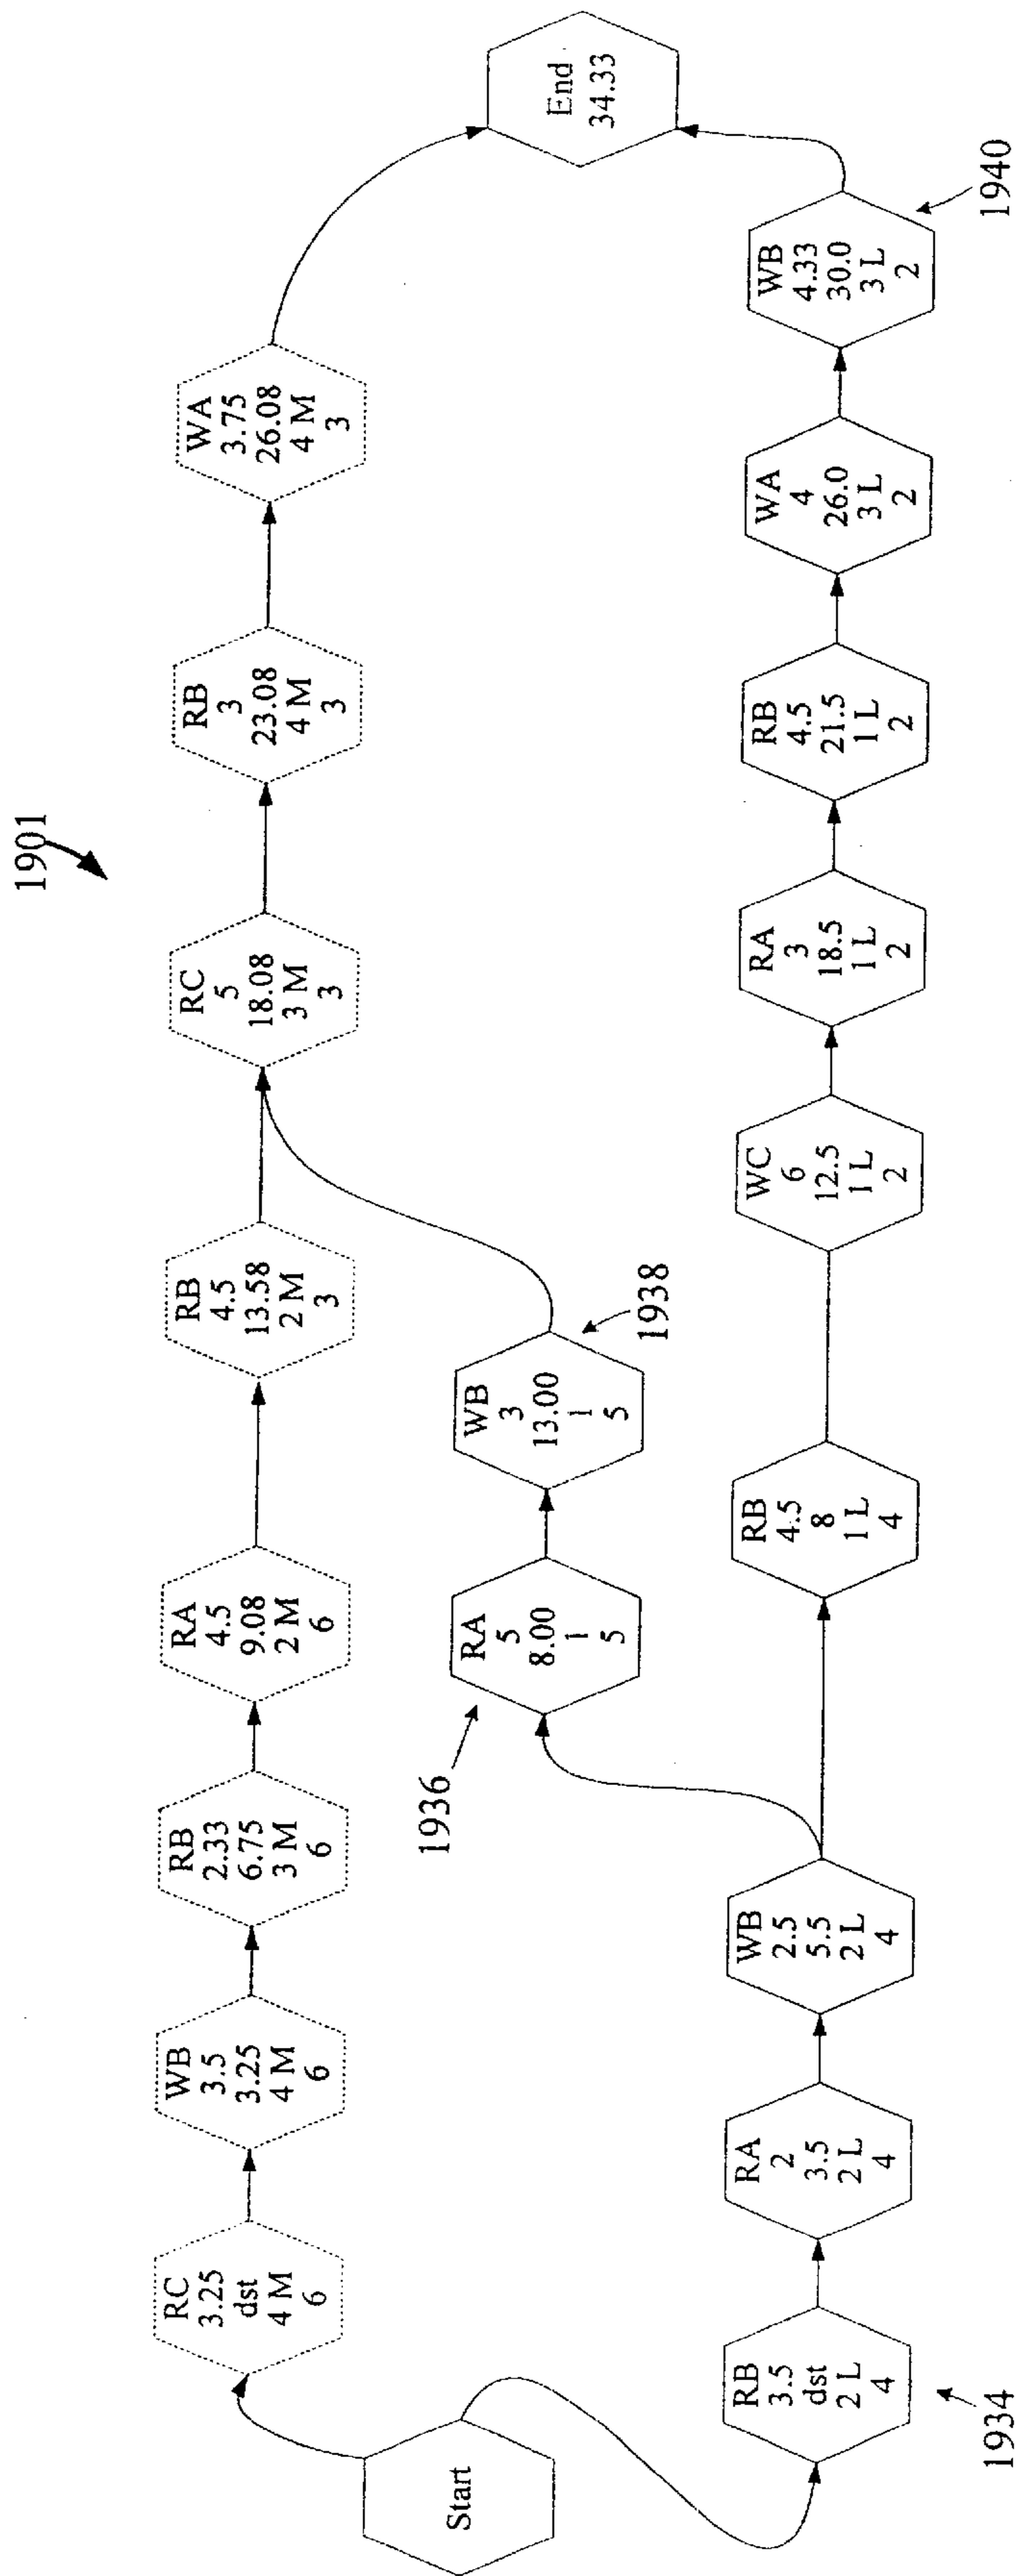 1901
Start
RC
3.25
dst
4 M
6
WB
3.5
3.25
4 M
6
RB
2.33
6.75
3 M
6
RA
4.5
9.08
2 M
6
RB
4.5
13.58
2 M
3
RC
5
18.08
3 M
3
RB
3
23.08
4 M
3
WA
3.75
26.08
4 M
3
End
34.33
1936
RA
5
8.00
1
5
WB
3
13.00
1
5
1938
RB
3.5
dst
2 L
4
1934
RA
2
3.5
2 L
4
WB
2.5
5.5
2 L
4
RB
4.5
8
1 L
4
WC
6
12.5
1 L
2
RA
3
18.5
1 L
2
RB
4.5
21.5
1 L
2
WA
4
26.0
3 L
2
WB
4.33
30.0
3 L
2
1940